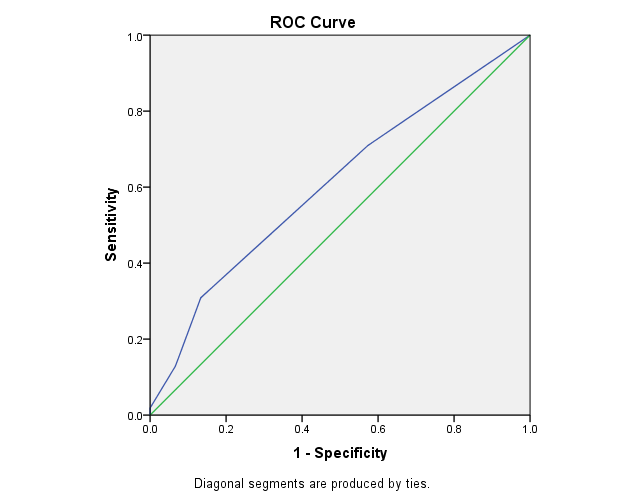 ROC Curve
1.0
0.8
0.6
0.4
0.2
0.0
Sensitivity
0.0 0.2 0.4 0.6 0.8 1.0
1 - Specificity
Diagonal segments are produced by ties.